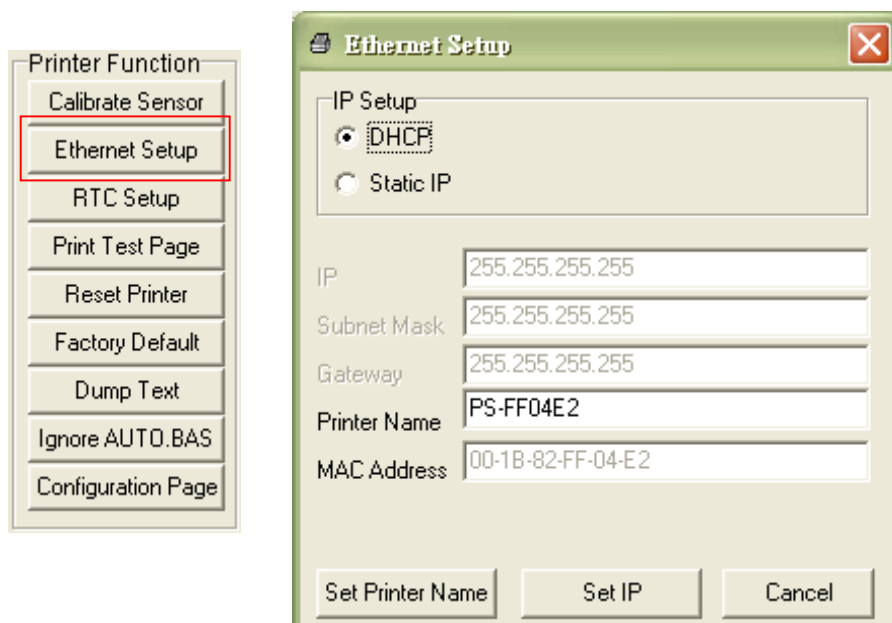 Printer Function
Calibrate Sensor
Ethernet Setup
RTC Setup
Print Test Page
Reset Printer
Factory Default
Dump Text
Ignore AUTO.BAS
Configuration Page
Ethernet Setup
IP Setup
DHCP
Static IP
IP 255.255.255.255
Subnet Mask 255.255.255.255
Gateway 255.255.255.255
Printer Name PS-FF04E2
MAC Address 00-1B-82-FF-04-E2
Set Printer Name Set IP Cancel